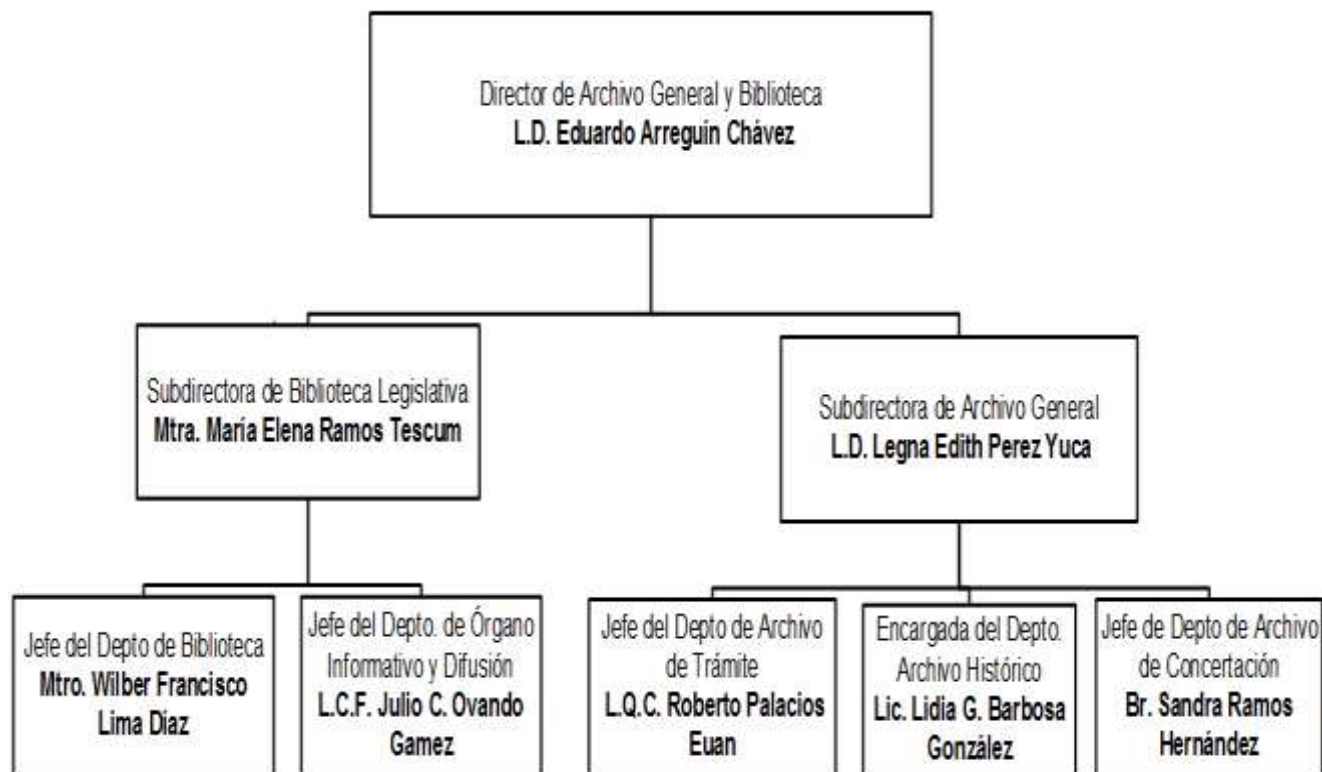 Director de Archivo General y Biblioteca
L.D. Eduardo Arreguin Chávez
Subdirectora de Biblioteca Legislativa
Mtra. María Elena Ramos Tescum
Subdirectora de Archivo General
L.D. Legna Edith Perez Yuca
Jefe del Depto de Biblioteca
Mtro. Wilber Francisco
Lima Diaz
Jefe del Depto. de Órgano
Informativo y Difusión
L.C.F. Julio C. Ovando
Gamez
Jefe del Depto de Archivo
de Trámite
L.Q.C. Roberto Palacios
Euan
Encargada del Depto.
Archivo Histórico
Lic. Lidia G. Barbosa
González
Jefe de Depto de Archivo
de Concertación
Br. Sandra Ramos
Hernández